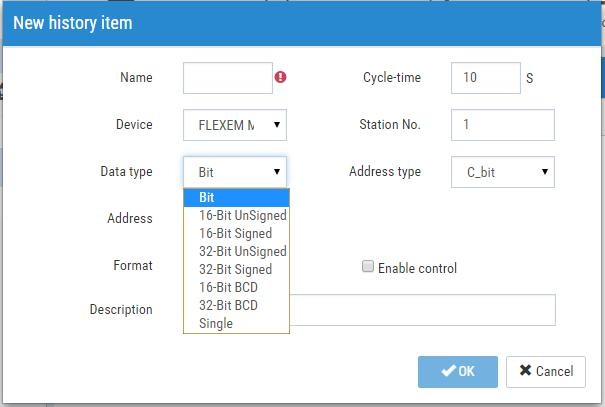 New history item
Name
Cycle-time 10 S
Device FLEXEM M
Station No. 1
Data type Bit
Address type C_bit
Bit
16-Bit UnSigned
16-Bit Signed
32-Bit UnSigned
32-Bit Signed
16-Bit BCD
32-Bit BCD
Single
Address
Format
Enable control
Description
OK
Cancel